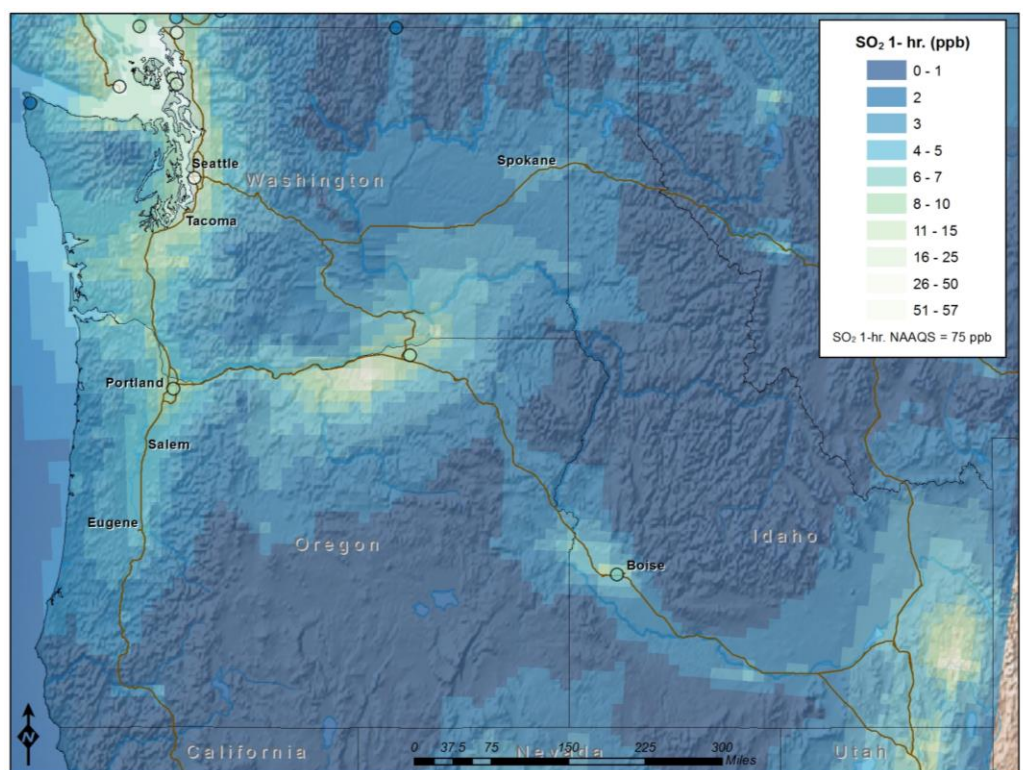 SO₂ 1- hr. (ppb)
0 - 1
2
3
4 - 5
6 - 7
8 - 10
11 - 15
16 - 25
26 - 50
51 - 57
SO₂ 1-hr. NAAQS = 75 ppb
Seattle
Spokane
Washington
Tacoma
Portland
Salem
Eugene
Oregon
Idaho
Boise
N
California
Nevada
Utah
0 37.5 75 150 225 300
Miles